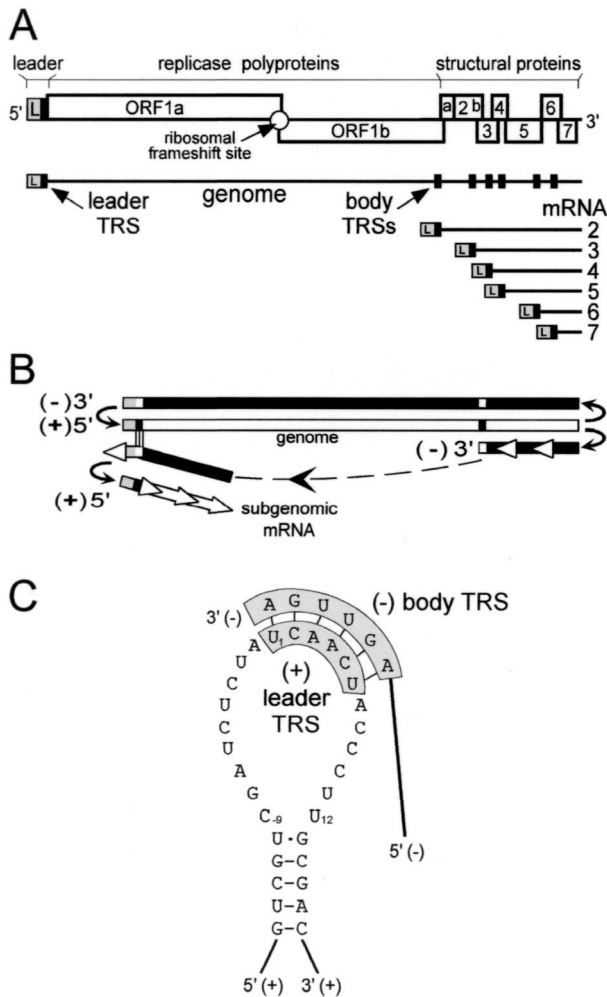 A
leader replicase polyproteins structural proteins
5' L ORF1a a 2 b 4 6 3'
ribosomal frameshift site ORF1b 3 5 7
L
leader TRS genome body TRSs mRNA
L 2
L 3
L 4
L 5
L 6
L 7
B
(-)3'
(+)5'
genome
(-) 3'
(+)5' subgenomic mRNA
C
3' (-) A G U U G A (-) body TRS
U1 C A A C U
(+) leader TRS
A U C U C U A G C-9
A C C C U U12
U·G
G-C
C-G
U-A
G-C
5' (-)
5' (+) 3' (+)